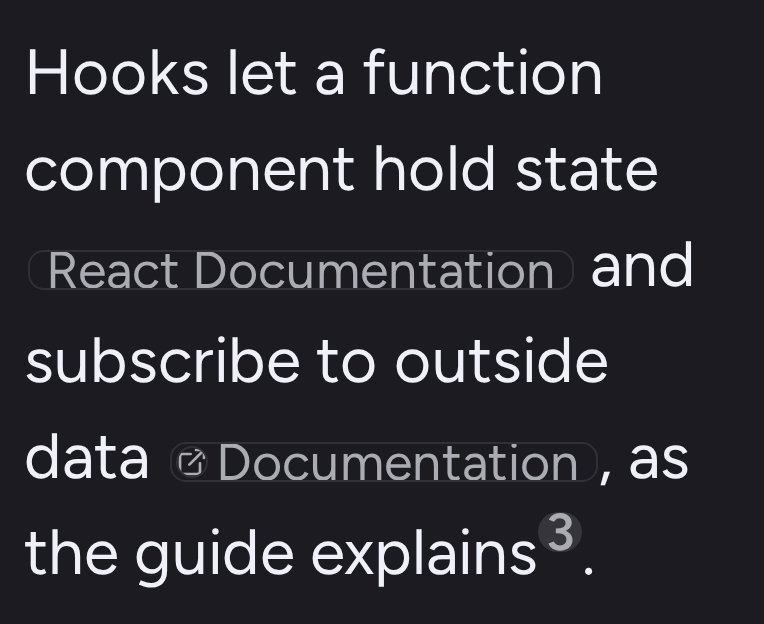 Hooks let a function
component hold state
React Documentation and
subscribe to outside
data Documentation, as
the guide explains3.